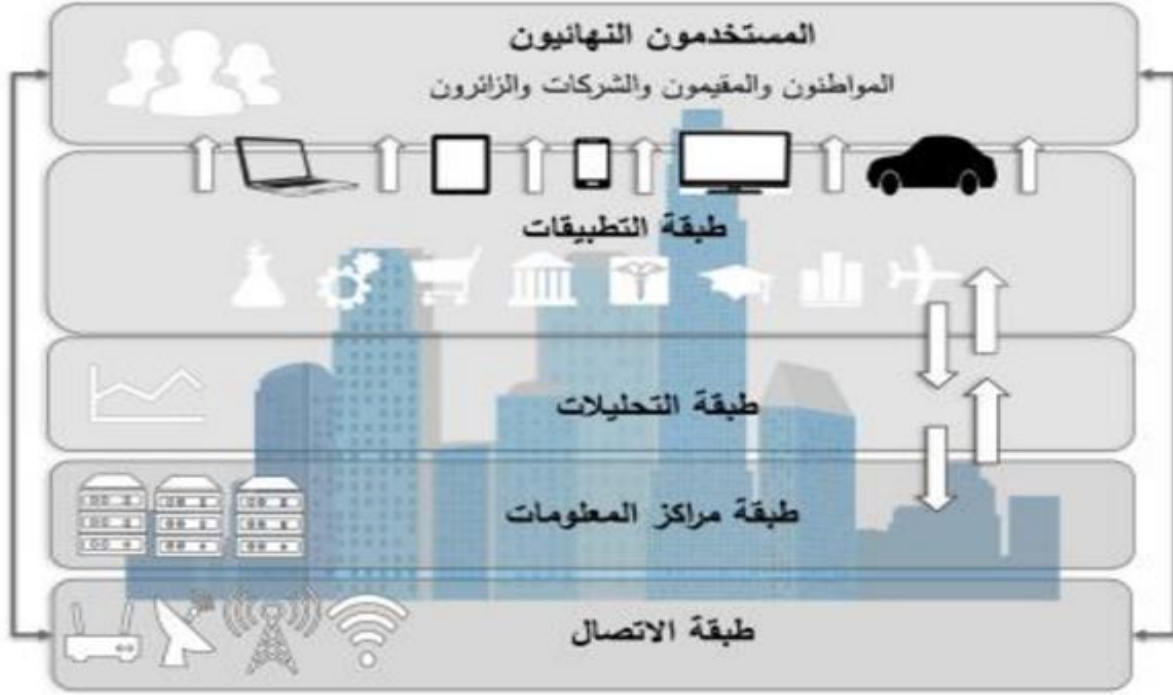 المستخدمون النهائيون
المواطنون والمقيمون والشركات والزائرون
طبقة التطبيقات
طبقة التحليلات
طبقة مراكز المعلومات
طبقة الاتصال